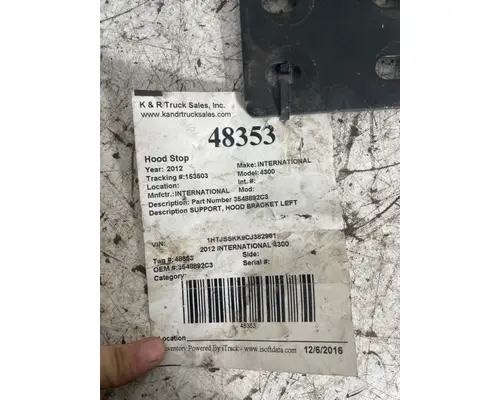 K & R Truck Sales, Inc.
www.kandrtrucksales.com
48353
Hood Stop
Year: 2012 Make: INTERNATIONAL
Tracking #:153503 Model: 4300
Location: Int. #:
Mnfctr.: INTERNATIONAL Mod:
Description: Part Number 3548892C3
Description SUPPORT, HOOD BRACKET LEFT
VIN: 1HTJSSKK9CJ382961
2012 INTERNATIONAL 4300
Tag #: 48353 Side:
OEM #:3548892C3 Serial #:
Category:
48353
Location
Inventory Powered By iTrack - www.isoftdata.com 12/6/2016